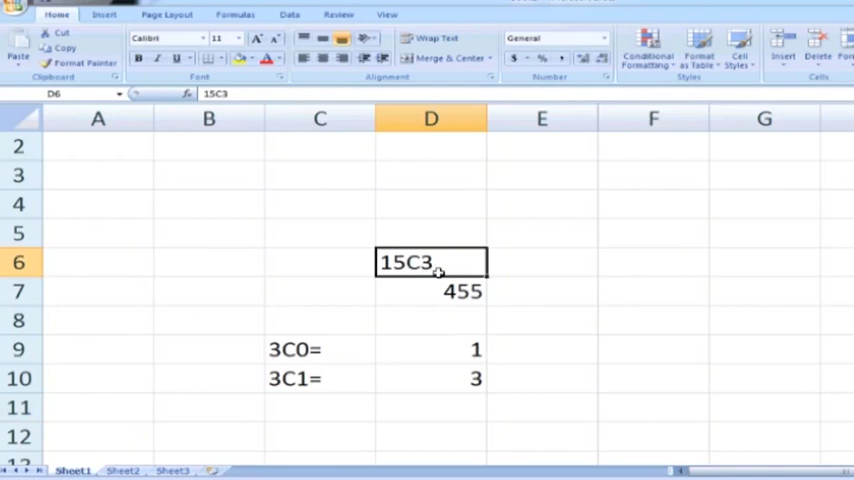 Home Insert Page Layout Formulas Data Review View
Cut
Copy
Paste
Format Painter
Clipboard
Calibri 11 A A
B I U
Font
Wrap Text
Merge & Center
Alignment
General
$ % ,
Number
Conditional Formatting
Format as Table
Cell Styles
Styles
Insert Delete Format
Cells
D6 fx 15C3
A B C D E F G
2
3
4
5
6 15C3
7 455
8
9 3C0= 1
10 3C1= 3
11
12
13
Sheet1 Sheet2 Sheet3